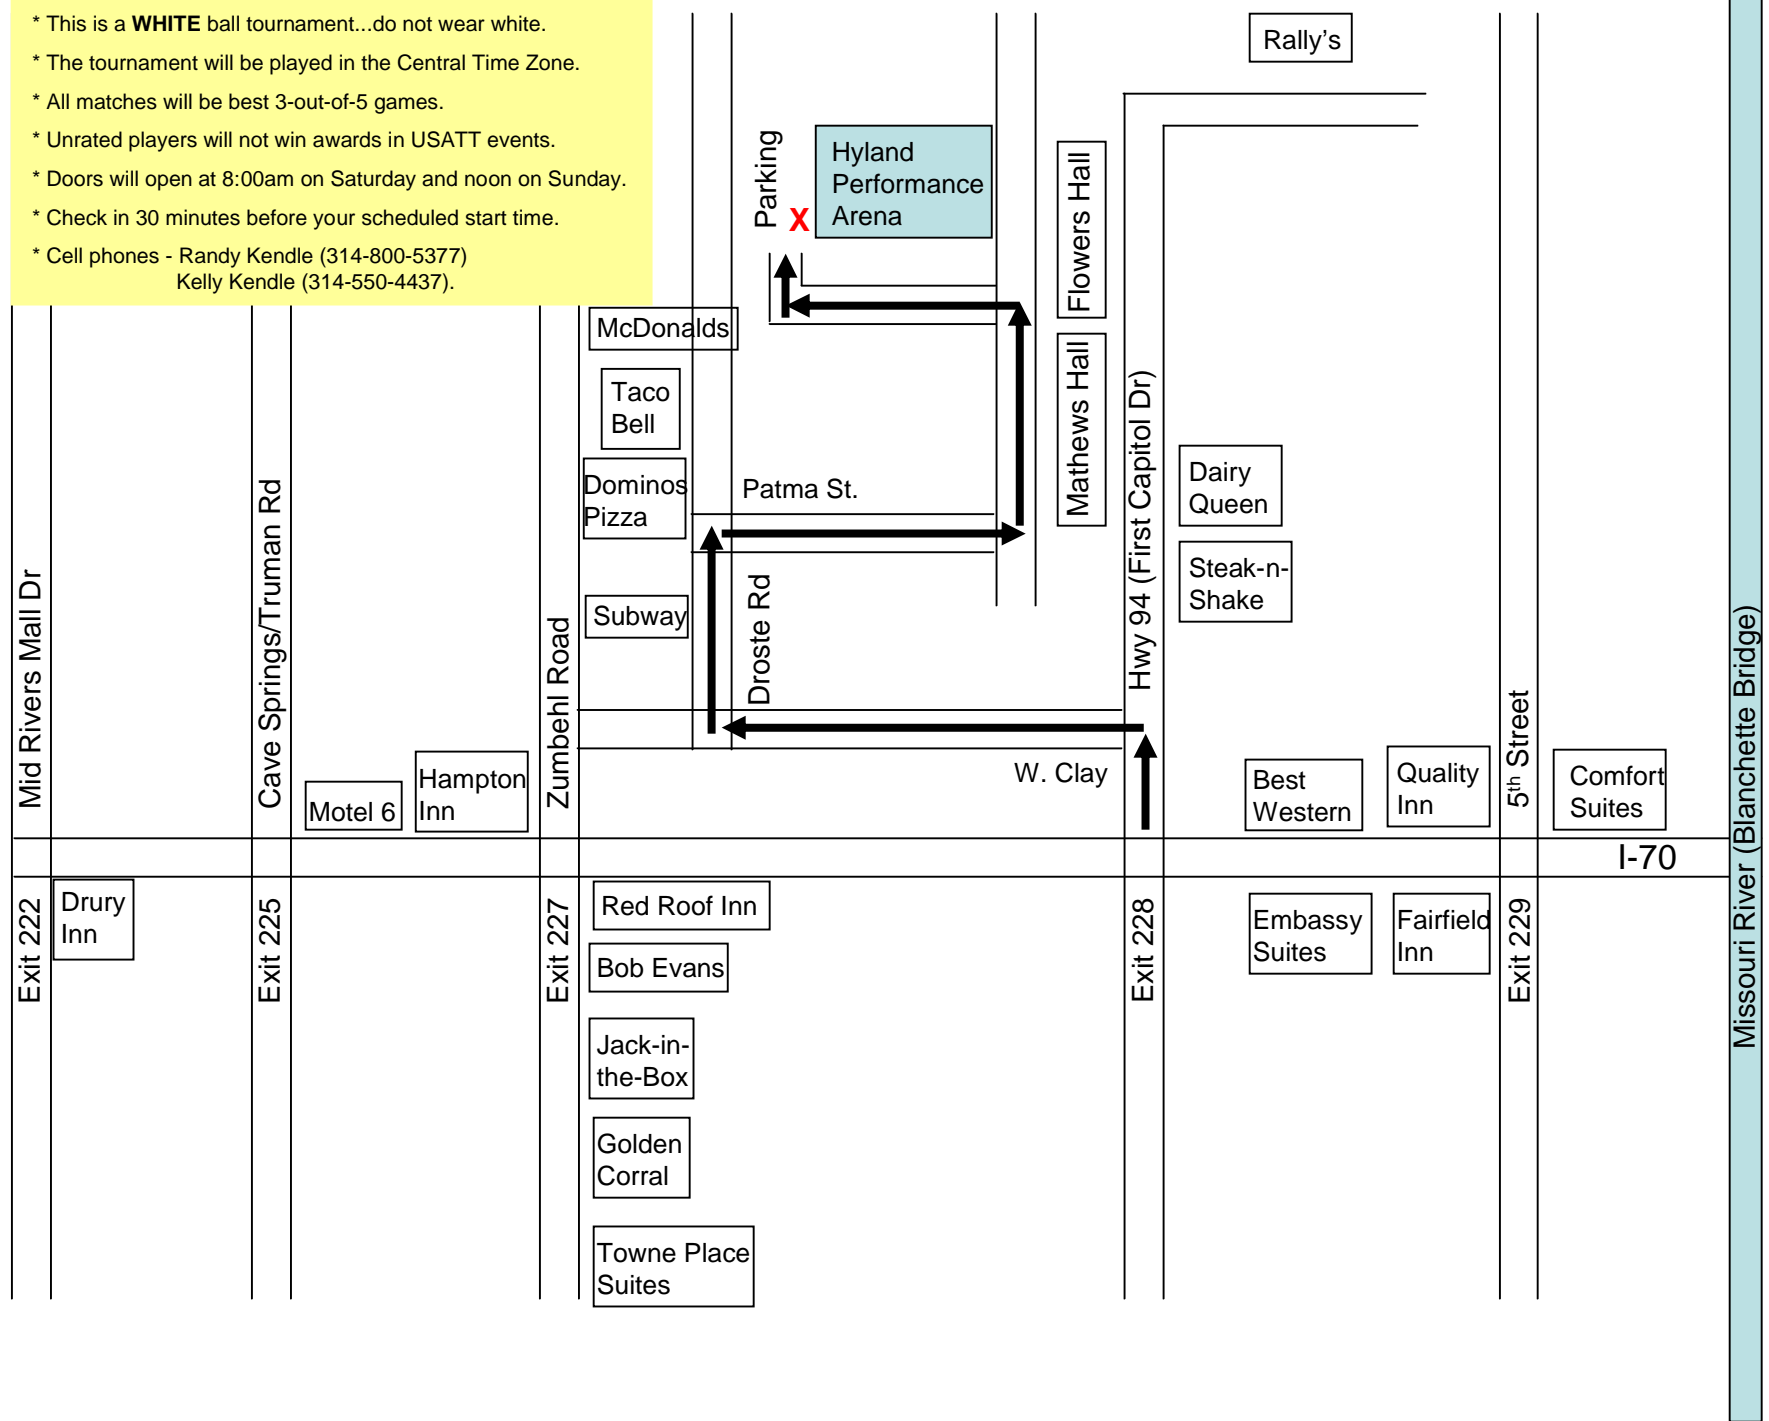 * This is a WHITE ball tournament...do not wear white.
* The tournament will be played in the Central Time Zone.
* All matches will be best 3-out-of-5 games.
* Unrated players will not win awards in USATT events.
* Doors will open at 8:00am on Saturday and noon on Sunday.
* Check in 30 minutes before your scheduled start time.
* Cell phones - Randy Kendle (314-800-5377)
Kelly Kendle (314-550-4437).
Rally's
Parking
X
Hyland
Performance
Arena
Flowers Hall
McDonalds
Taco
Bell
Mathews Hall
Hwy 94 (First Capitol Dr)
Dominos
Pizza
Patma St.
Dairy
Queen
Steak-n-
Shake
Subway
Droste Rd
Mid Rivers Mall Dr
Cave Springs/Truman Rd
Zumbehl Road
5th Street
Missouri River (Blanchette Bridge)
Motel 6
Hampton
Inn
W. Clay
Best
Western
Quality
Inn
Comfort
Suites
I-70
Exit 222
Drury
Inn
Exit 225
Exit 227
Red Roof Inn
Exit 228
Embassy
Suites
Fairfield
Inn
Exit 229
Bob Evans
Jack-in-
the-Box
Golden
Corral
Towne Place
Suites